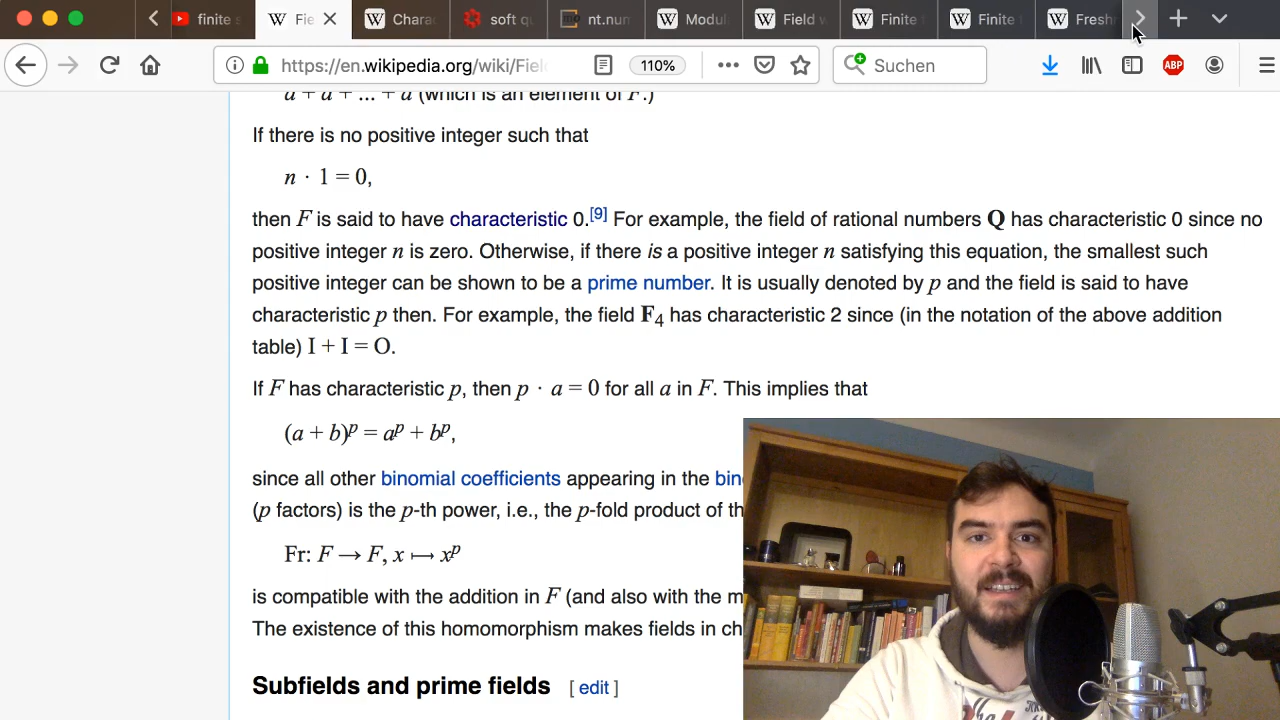 finite s
Fie
Charac
soft qu
nt.num
Modul
Field w
Finite f
Finite f
Freshm
https://en.wikipedia.org/wiki/Field
110%
Suchen
ABP
a + a + ... + a (which is an element of F.)
If there is no positive integer such that
n · 1 = 0,
then F is said to have characteristic 0.[9] For example, the field of rational numbers Q has characteristic 0 since no
positive integer n is zero. Otherwise, if there is a positive integer n satisfying this equation, the smallest such
positive integer can be shown to be a prime number. It is usually denoted by p and the field is said to have
characteristic p then. For example, the field F₄ has characteristic 2 since (in the notation of the above addition
table) I + I = O.
If F has characteristic p, then p · a = 0 for all a in F. This implies that
(a + b)ᵖ = aᵖ + bᵖ,
since all other binomial coefficients appearing in the bin
(p factors) is the p-th power, i.e., the p-fold product of th
Fr: F → F, x ⟼ xᵖ
is compatible with the addition in F (and also with the m
The existence of this homomorphism makes fields in ch
Subfields and prime fields [ edit ]